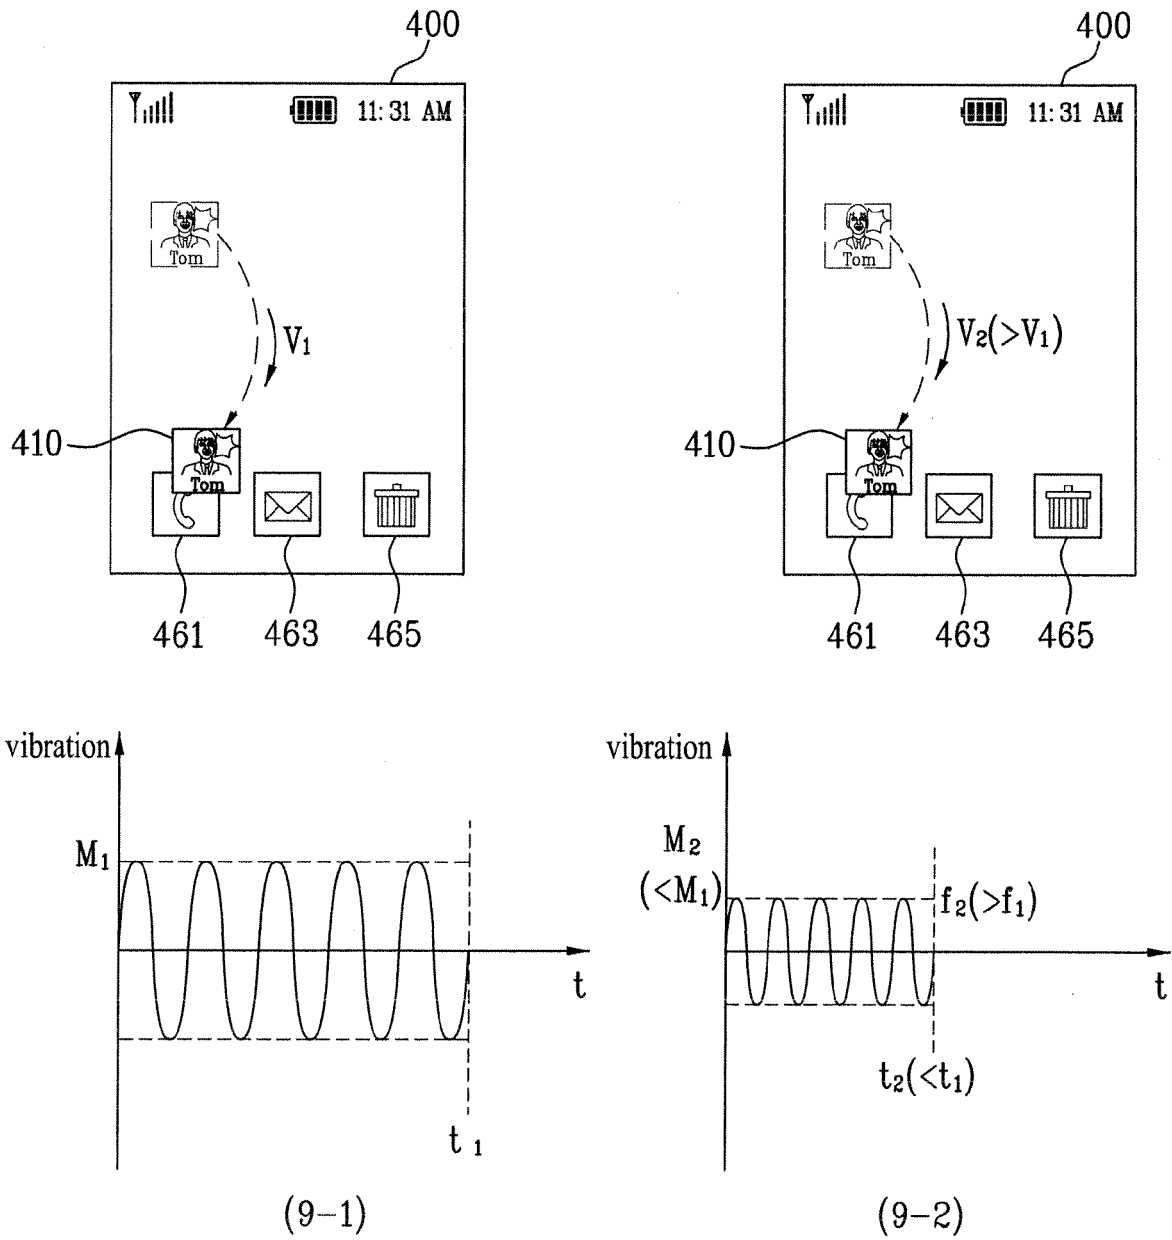 400
11:31 AM
Tom
V1
410
Tom
461
463
465
400
11:31 AM
Tom
V2(>V1)
410
Tom
461
463
465
vibration
M1
t
t1
(9-1)
vibration
M2
(<M1)
f2(>f1)
t
t2(<t1)
(9-2)